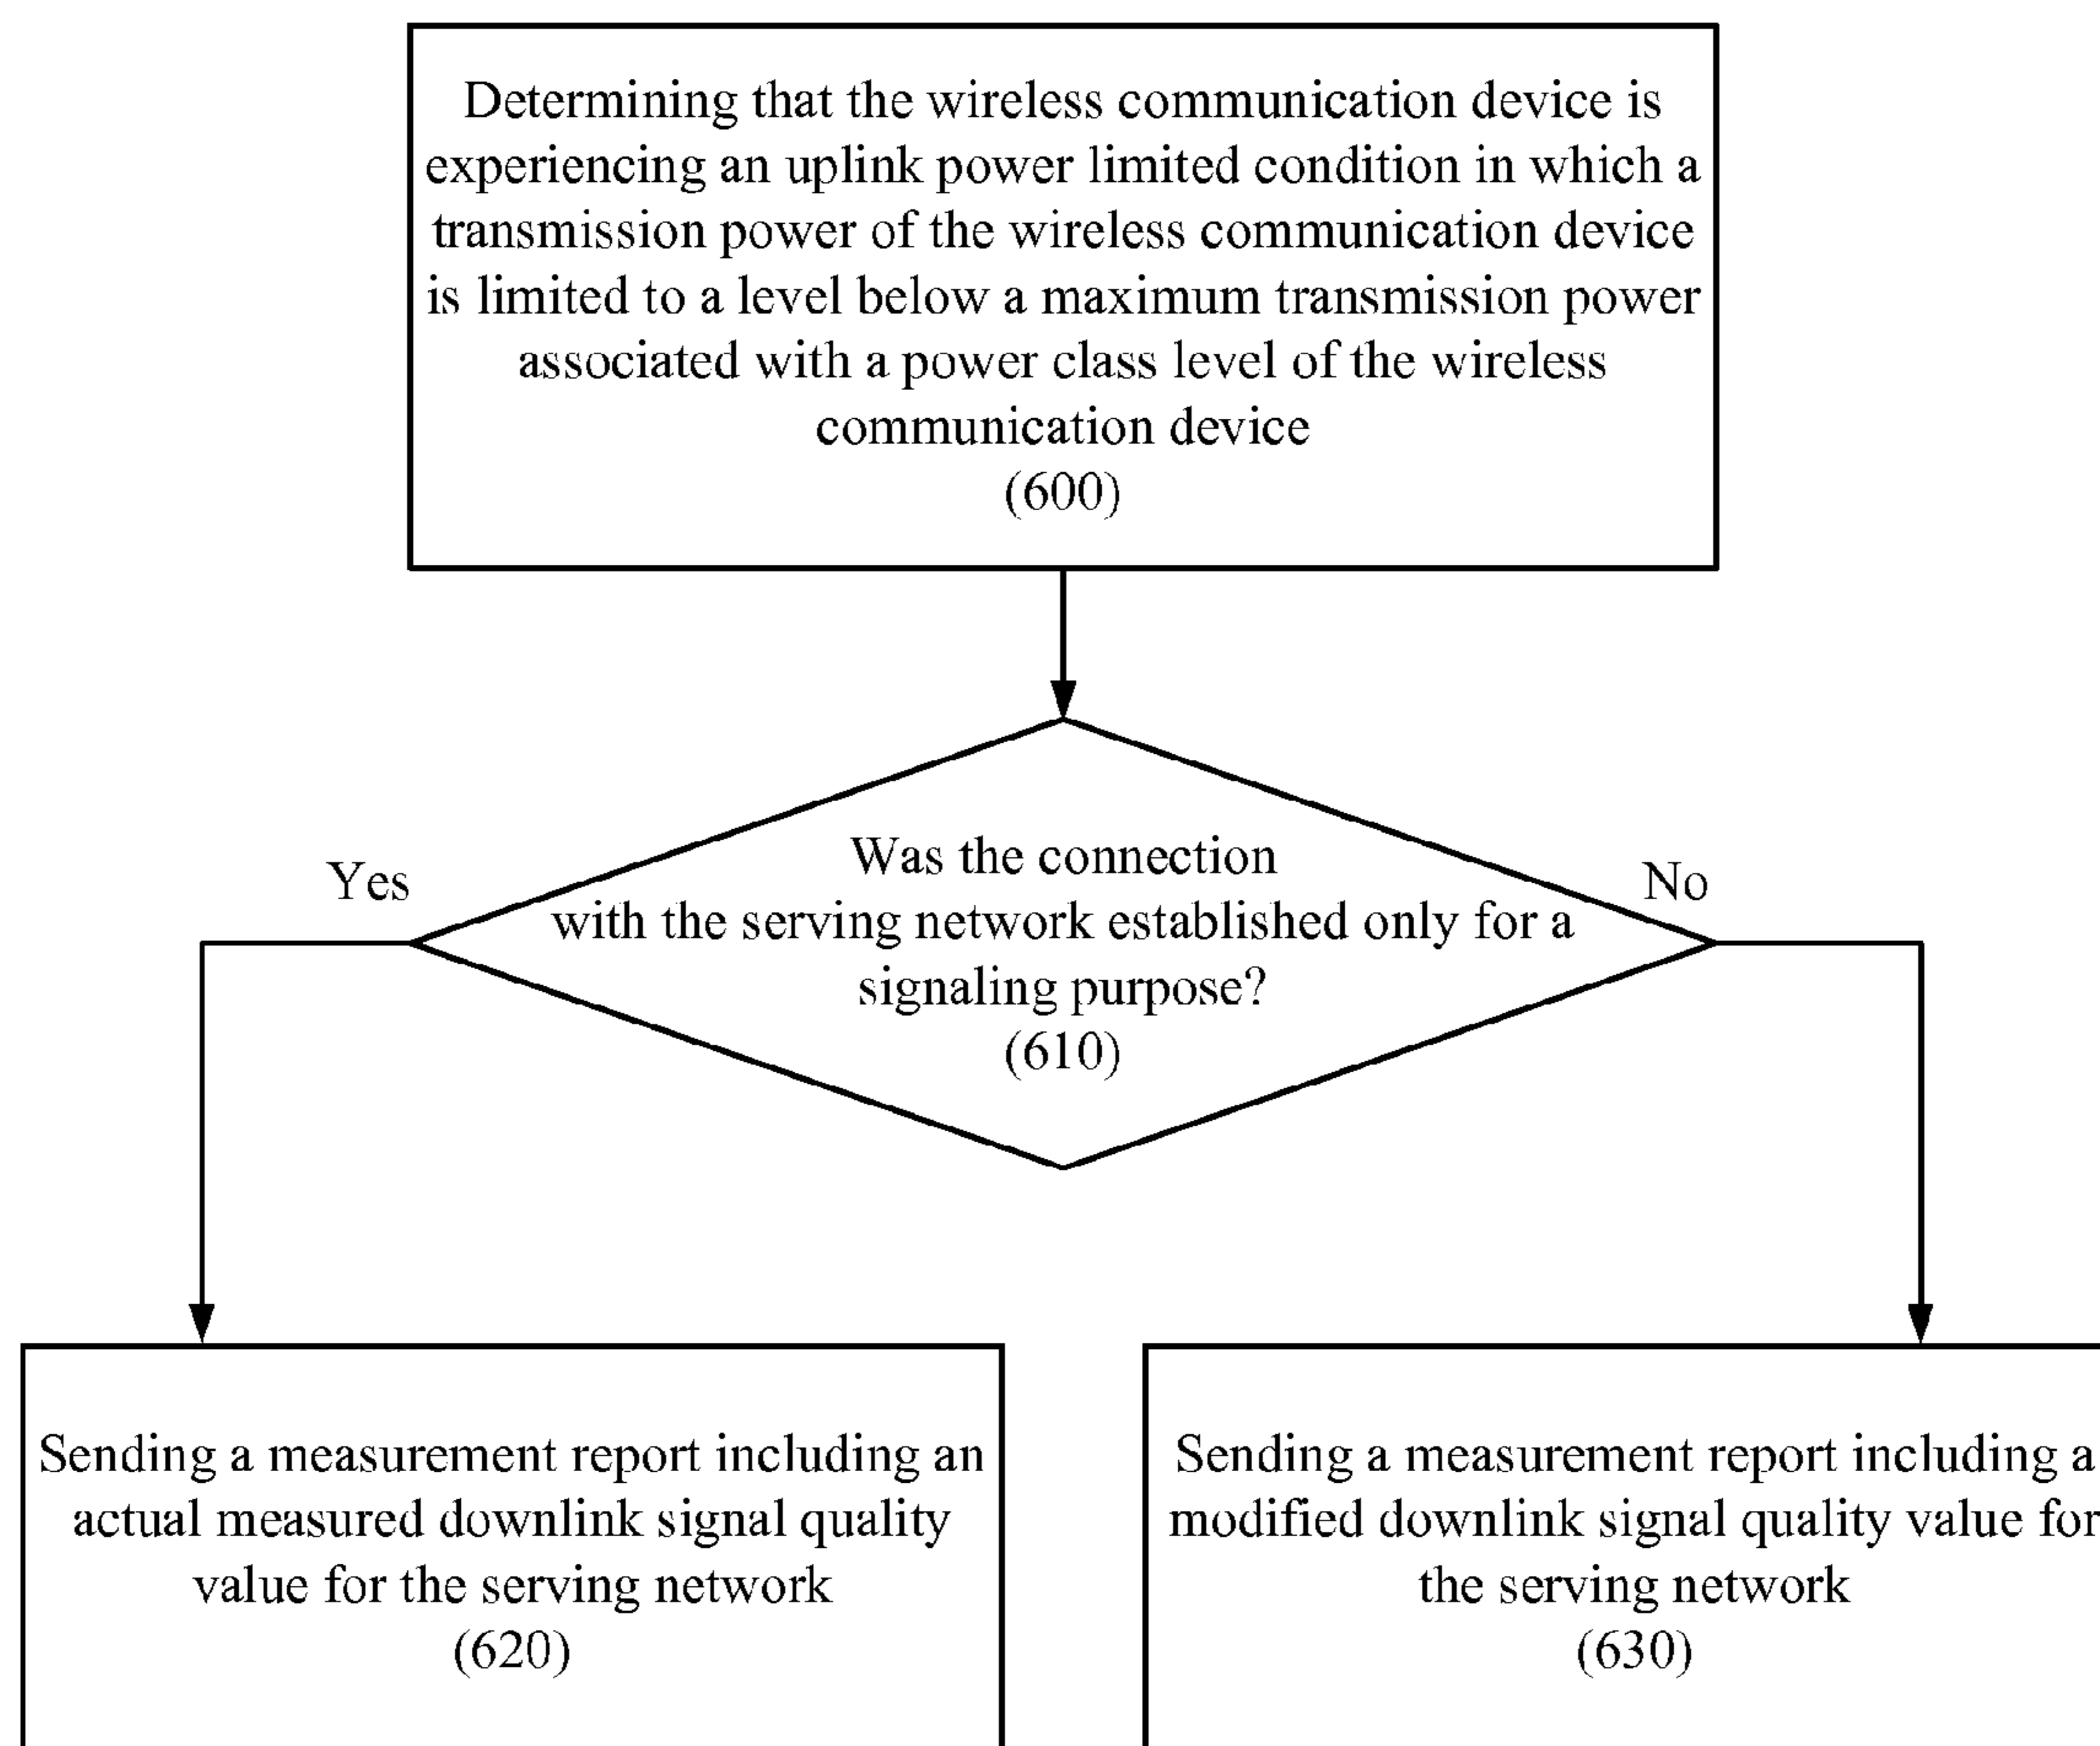 Determining that the wireless communication device is
experiencing an uplink power limited condition in which a
transmission power of the wireless communication device
is limited to a level below a maximum transmission power
associated with a power class level of the wireless
communication device
(600)
Was the connection
with the serving network established only for a
signaling purpose?
(610)
Yes
No
Sending a measurement report including an
actual measured downlink signal quality
value for the serving network
(620)
Sending a measurement report including a
modified downlink signal quality value for
the serving network
(630)